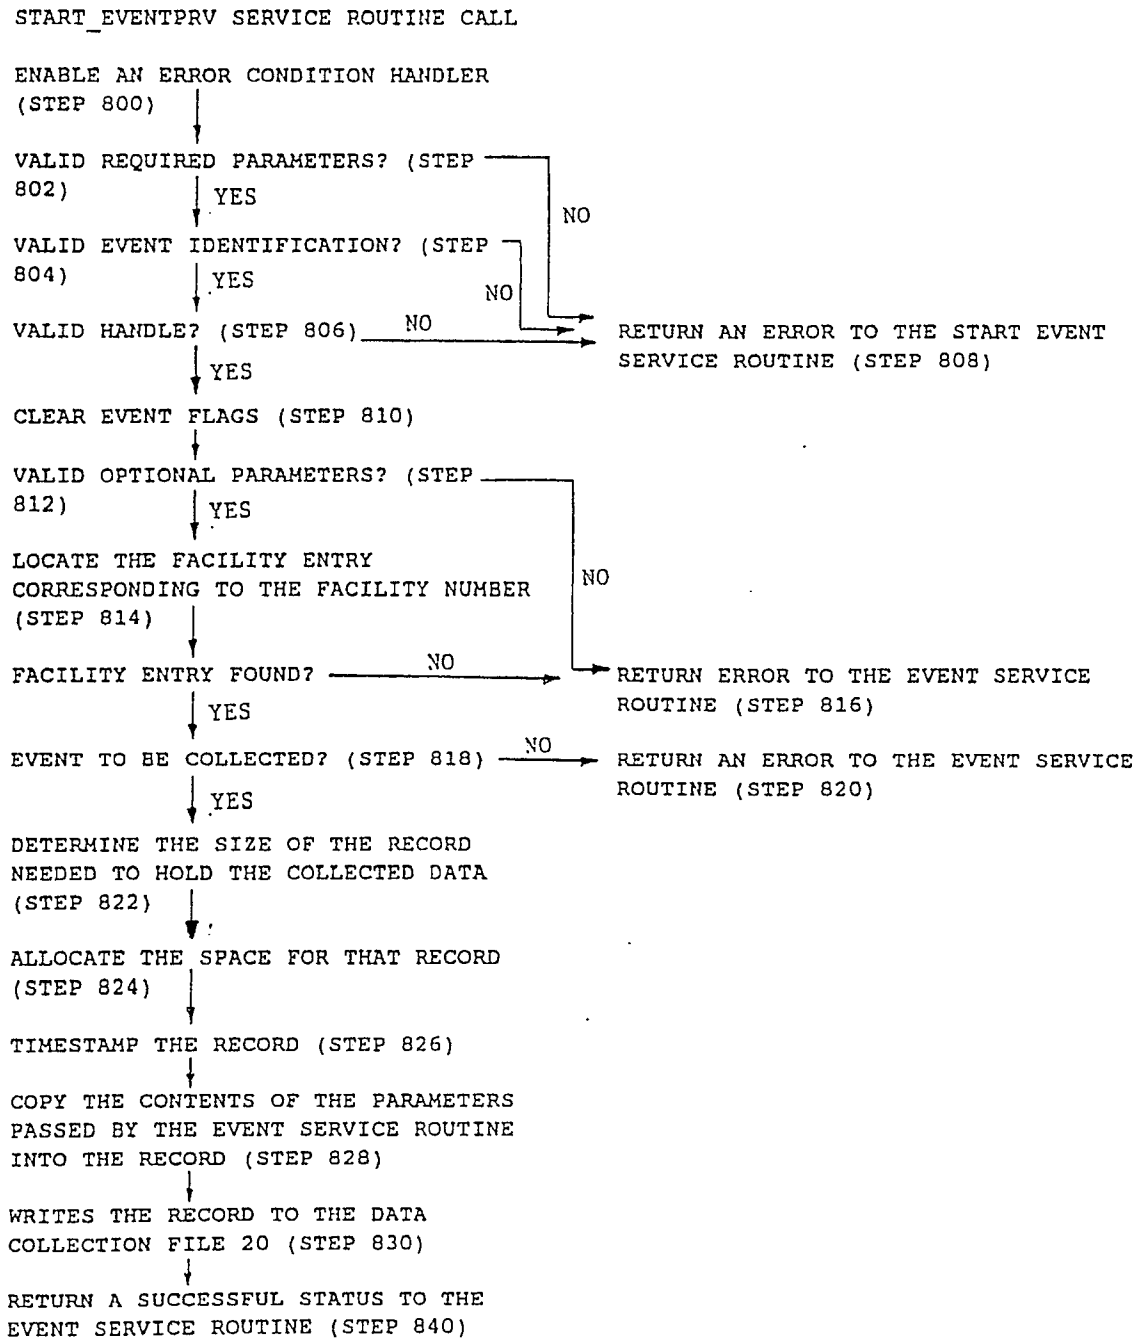 START_EVENTPRV SERVICE ROUTINE CALL
ENABLE AN ERROR CONDITION HANDLER
(STEP 800)
VALID REQUIRED PARAMETERS? (STEP
802)
YES
NO
VALID EVENT IDENTIFICATION? (STEP
804)
YES
NO
VALID HANDLE? (STEP 806)
NO
RETURN AN ERROR TO THE START EVENT
SERVICE ROUTINE (STEP 808)
YES
CLEAR EVENT FLAGS (STEP 810)
VALID OPTIONAL PARAMETERS? (STEP
812)
YES
LOCATE THE FACILITY ENTRY
CORRESPONDING TO THE FACILITY NUMBER
(STEP 814)
NO
FACILITY ENTRY FOUND?
NO
RETURN ERROR TO THE EVENT SERVICE
ROUTINE (STEP 816)
YES
EVENT TO BE COLLECTED? (STEP 818)
NO
RETURN AN ERROR TO THE EVENT SERVICE
ROUTINE (STEP 820)
YES
DETERMINE THE SIZE OF THE RECORD
NEEDED TO HOLD THE COLLECTED DATA
(STEP 822)
ALLOCATE THE SPACE FOR THAT RECORD
(STEP 824)
TIMESTAMP THE RECORD (STEP 826)
COPY THE CONTENTS OF THE PARAMETERS
PASSED BY THE EVENT SERVICE ROUTINE
INTO THE RECORD (STEP 828)
WRITES THE RECORD TO THE DATA
COLLECTION FILE 20 (STEP 830)
RETURN A SUCCESSFUL STATUS TO THE
EVENT SERVICE ROUTINE (STEP 840)